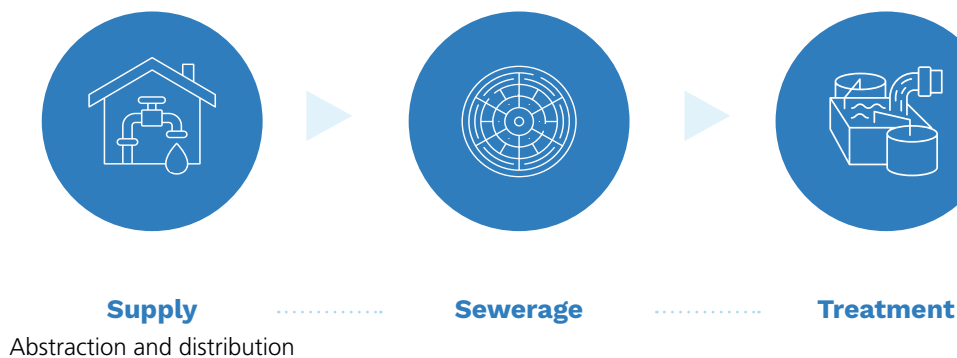 Supply
Sewerage
Treatment
Abstraction and distribution